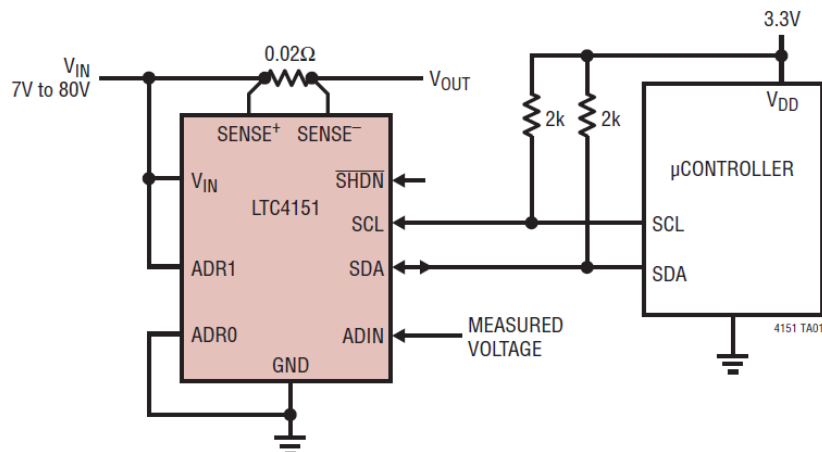 3.3V
0.02Ω
VIN
7V to 80V
VOUT
2k
2k
VDD
SENSE+
SENSE−
µCONTROLLER
VIN
SHDN
LTC4151
SCL
SCL
ADR1
SDA
SDA
ADR0
ADIN
MEASURED
VOLTAGE
4151 TA01
GND